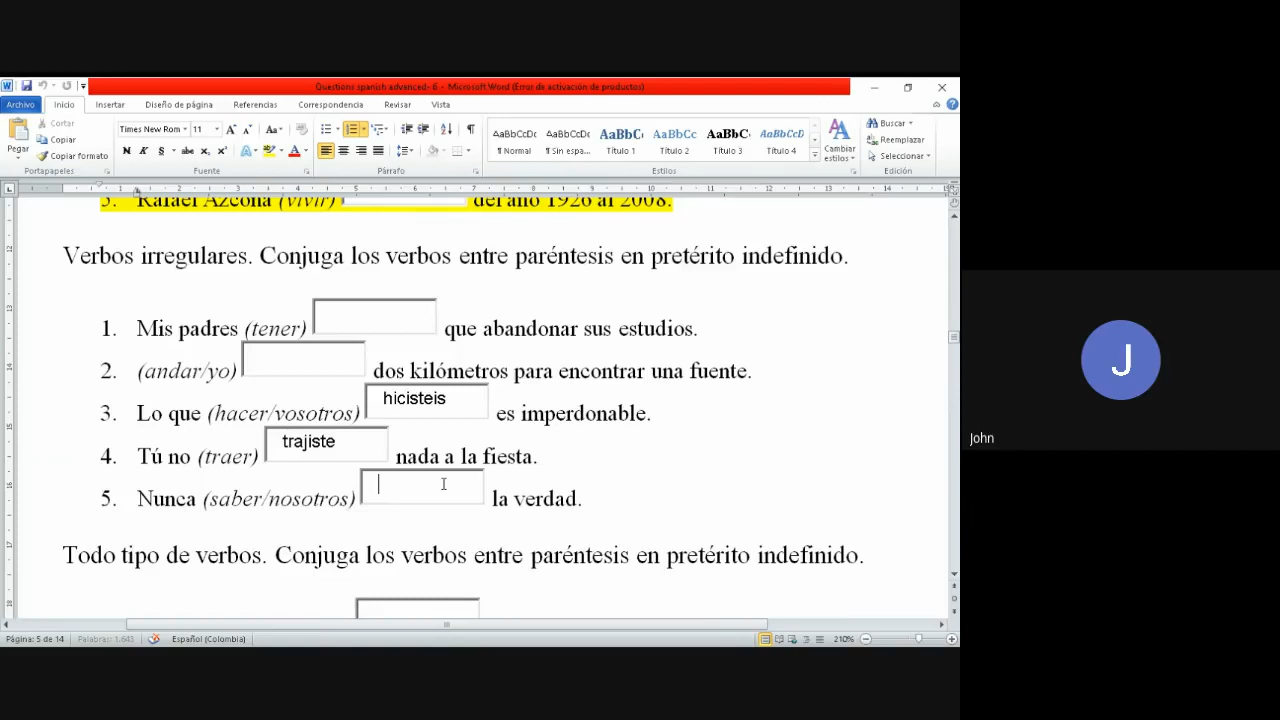 Questions spanish advanced- 6 - Microsoft Word (Error de activación de productos)
Archivo Inicio Insertar Diseño de página Referencias Correspondencia Revisar Vista
Cortar
Copiar
Copiar formato
Pegar
Portapapeles
Times New Rom 11
Fuente
Párrafo
AaBbCcDc AaBbCcDc AaBbC AaBbCc AaBbC AaBbCcD
¶ Normal ¶ Sin espa... Título 1 Título 2 Título 3 Título 4
Estilos
Cambiar estilos
Buscar
Reemplazar
Seleccionar
Edición
5. Rafael Azcona (vivir) del año 1926 al 2008.
Verbos irregulares. Conjuga los verbos entre paréntesis en pretérito indefinido.
1. Mis padres (tener) que abandonar sus estudios.
2. (andar/yo) dos kilómetros para encontrar una fuente.
3. Lo que (hacer/vosotros) hicisteis es imperdonable.
4. Tú no (traer) trajiste nada a la fiesta.
5. Nunca (saber/nosotros) la verdad.
Todo tipo de verbos. Conjuga los verbos entre paréntesis en pretérito indefinido.
Página: 5 de 14 Palabras: 1.643 Español (Colombia) 210%
J
John